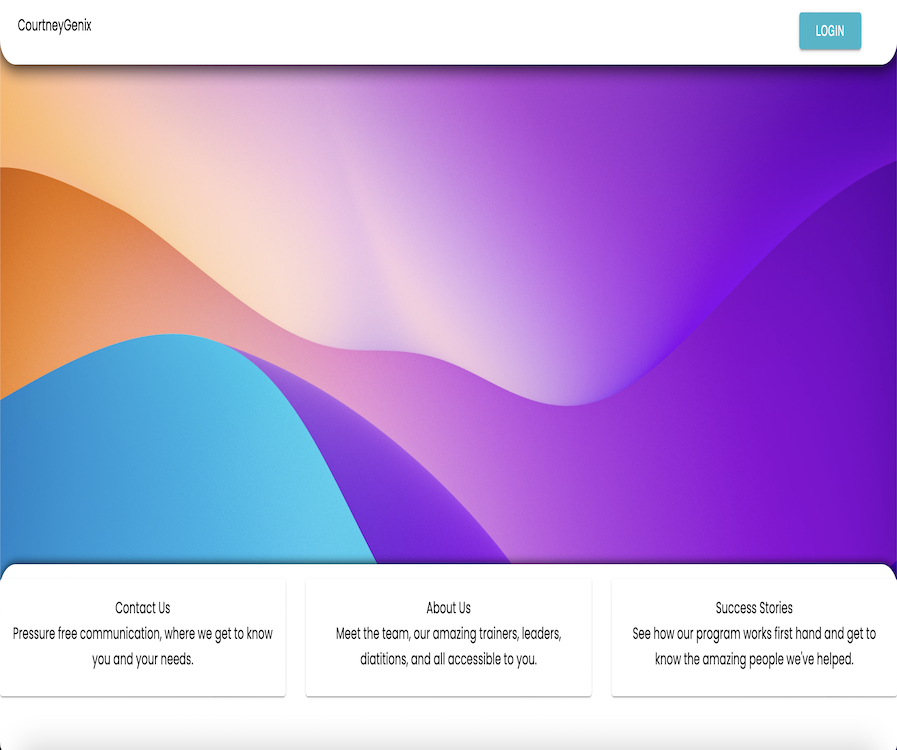 CourtneyGenix
LOGIN
Contact Us
Pressure free communication, where we get to know
you and your needs.
About Us
Meet the team, our amazing trainers, leaders,
diatitions, and all accessible to you.
Success Stories
See how our program works first hand and get to
know the amazing people we've helped.